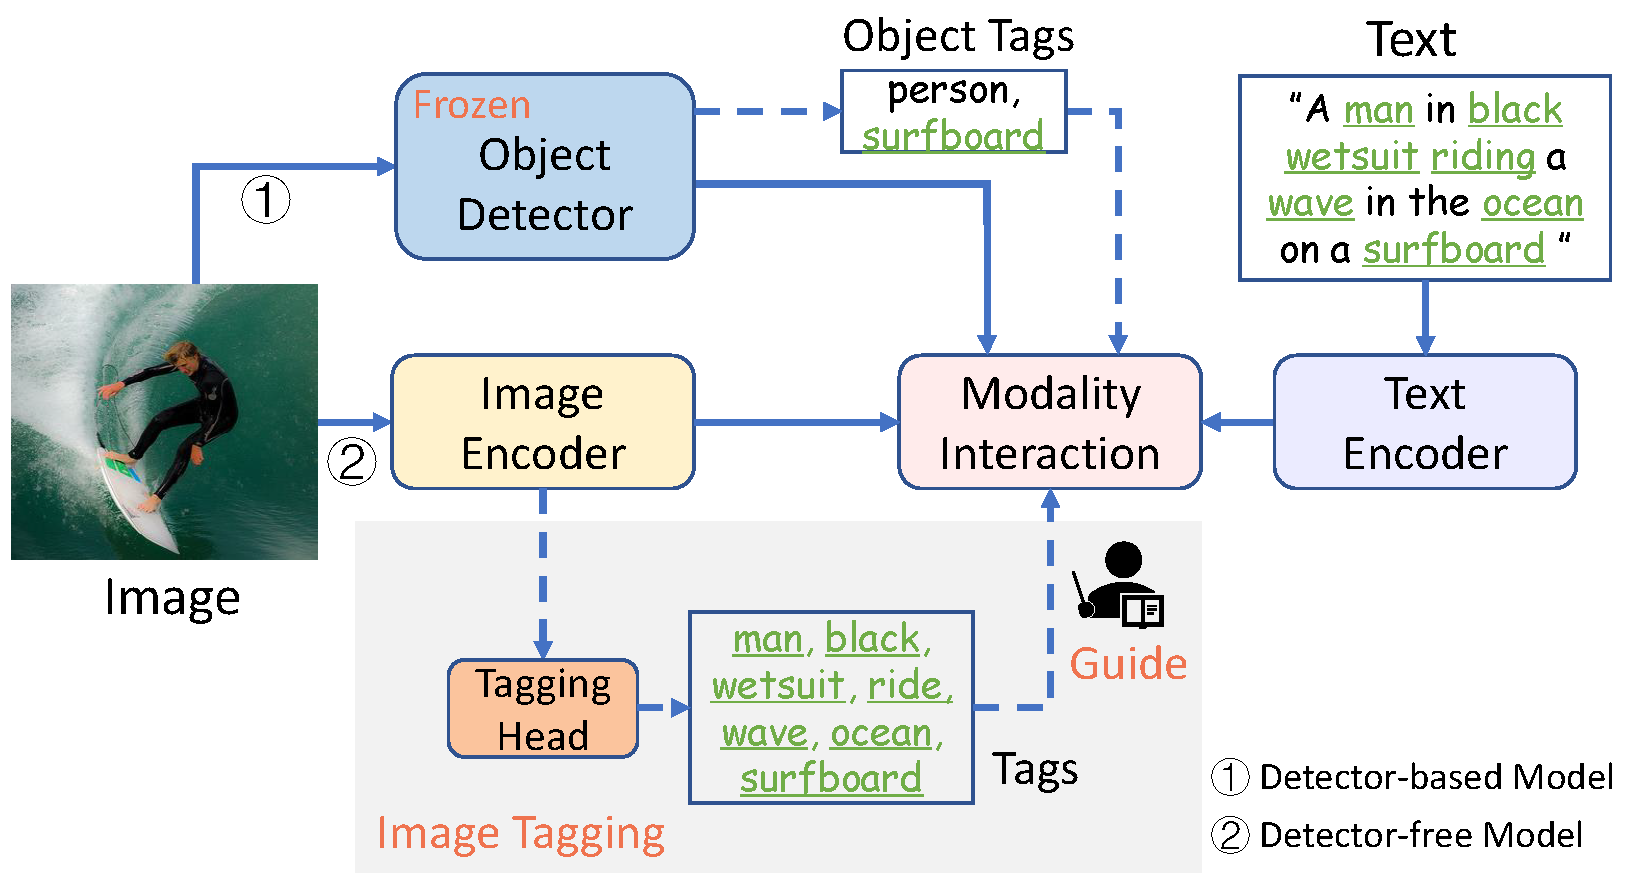 Object Tags
Text
Frozen
Object
Detector
person,
surfboard
"A man in black
wetsuit riding a
wave in the ocean
on a surfboard "
①
Image
Encoder
Modality
Interaction
Text
Encoder
②
Image
Tagging
Head
man, black,
wetsuit, ride,
wave, ocean,
surfboard
Guide
Tags
Image Tagging
① Detector-based Model
② Detector-free Model